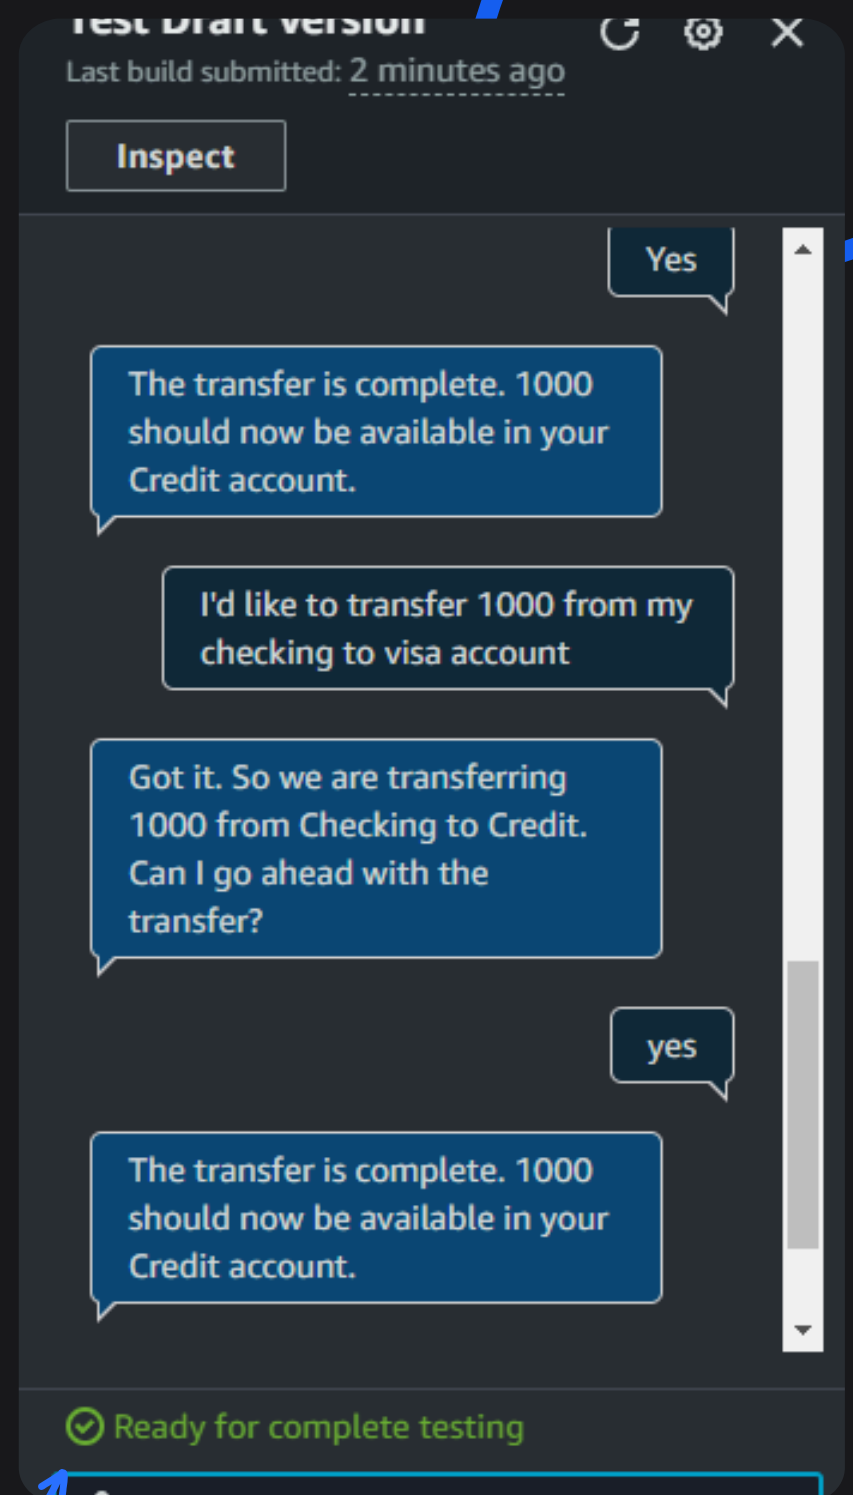 Test Draft version
Last build submitted: 2 minutes ago
Inspect
Yes
The transfer is complete. 1000
should now be available in your
Credit account.
I'd like to transfer 1000 from my
checking to visa account
Got it. So we are transferring
1000 from Checking to Credit.
Can I go ahead with the
transfer?
yes
The transfer is complete. 1000
should now be available in your
Credit account.
Ready for complete testing